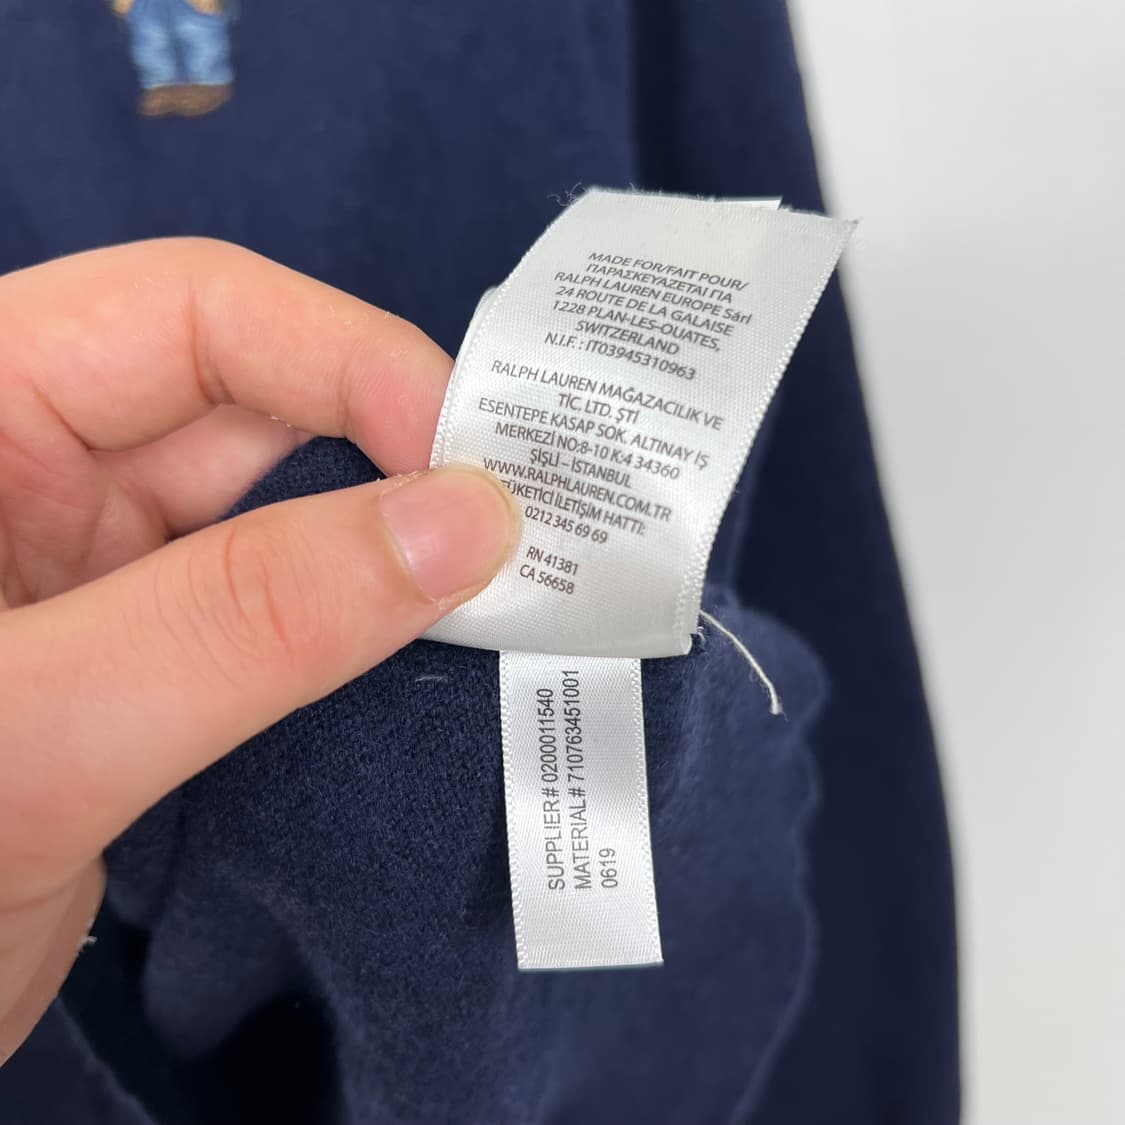 MADE FOR/FAIT POUR/
ΠΑΡΑΣΚΕΥΑΖΕΤΑΙ ΓΙΑ
RALPH LAUREN EUROPE Sárl
24 ROUTE DE LA GALAISE
1228 PLAN-LES-OUATES,
SWITZERLAND
N.I.F. : IT03945310963
RALPH LAUREN MAĞAZACILIK VE
TİC. LTD. ŞTİ
ESENTEPE KASAP SOK. ALTINAY İŞ
MERKEZİ NO:8-10 K:4 34360
ŞİŞLİ – İSTANBUL
WWW.RALPHLAUREN.COM.TR
TÜKETİCİ İLETİŞİM HATTI:
0212 345 69 69
RN 41381
CA 56658
SUPPLIER# 0200011540
MATERIAL# 710763451001
0619